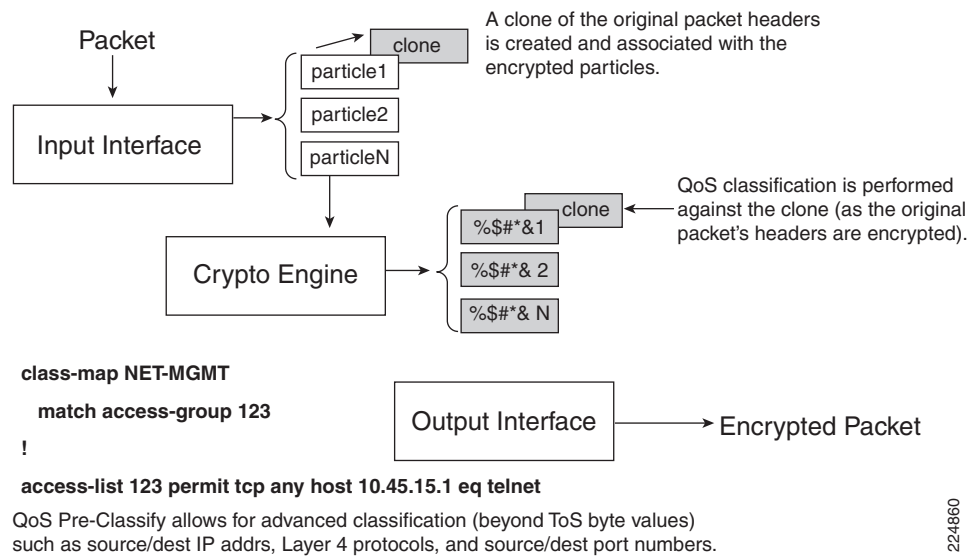 Packet
Input Interface
clone
particle1
particle2
particleN
A clone of the original packet headers
is created and associated with the
encrypted particles.
Crypto Engine
clone
%$#*&1
%$#*& 2
%$#*& N
QoS classification is performed
against the clone (as the original
packet's headers are encrypted).
class-map NET-MGMT
match access-group 123
!
access-list 123 permit tcp any host 10.45.15.1 eq telnet
Output Interface
Encrypted Packet
QoS Pre-Classify allows for advanced classification (beyond ToS byte values)
such as source/dest IP addrs, Layer 4 protocols, and source/dest port numbers.
224860